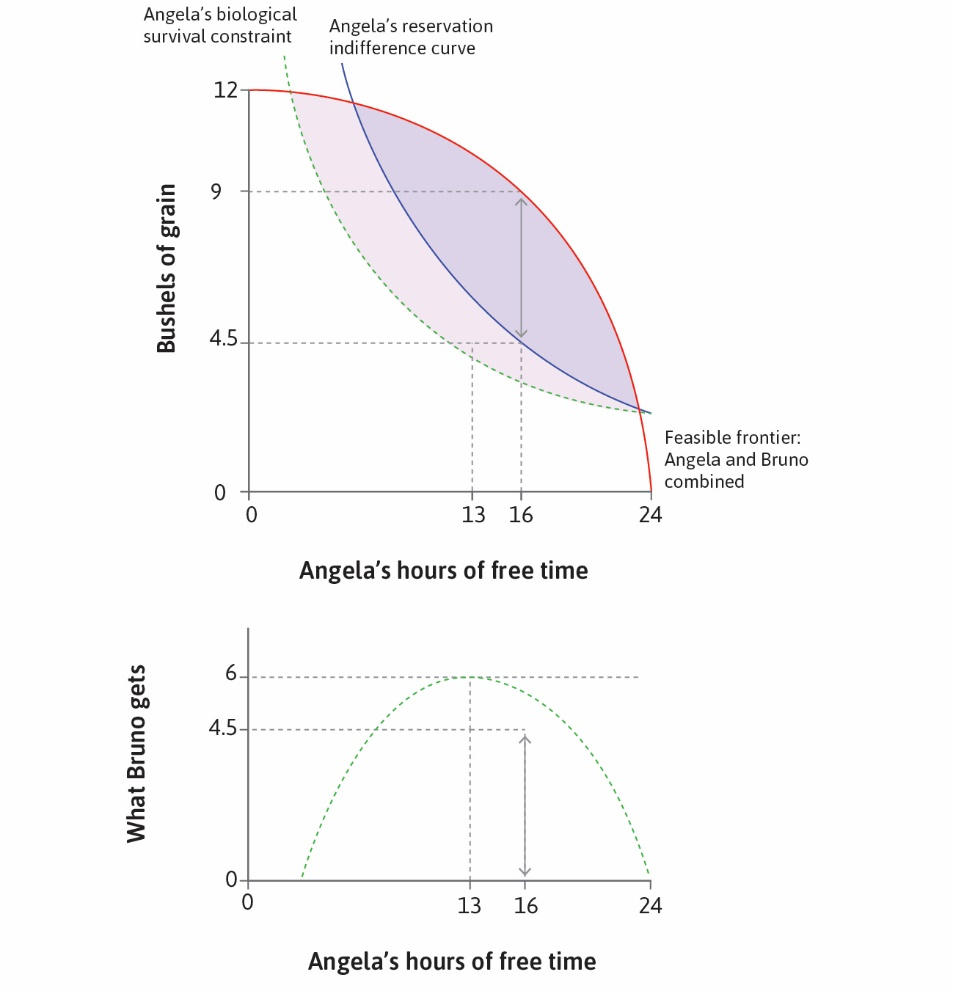 Angela’s biological
survival constraint
Angela’s reservation
indifference curve
12
9
4.5
0
Bushels of grain
0 13 16 24
Feasible frontier:
Angela and Bruno
combined
Angela’s hours of free time
6
4.5
0
What Bruno gets
0 13 16 24
Angela’s hours of free time